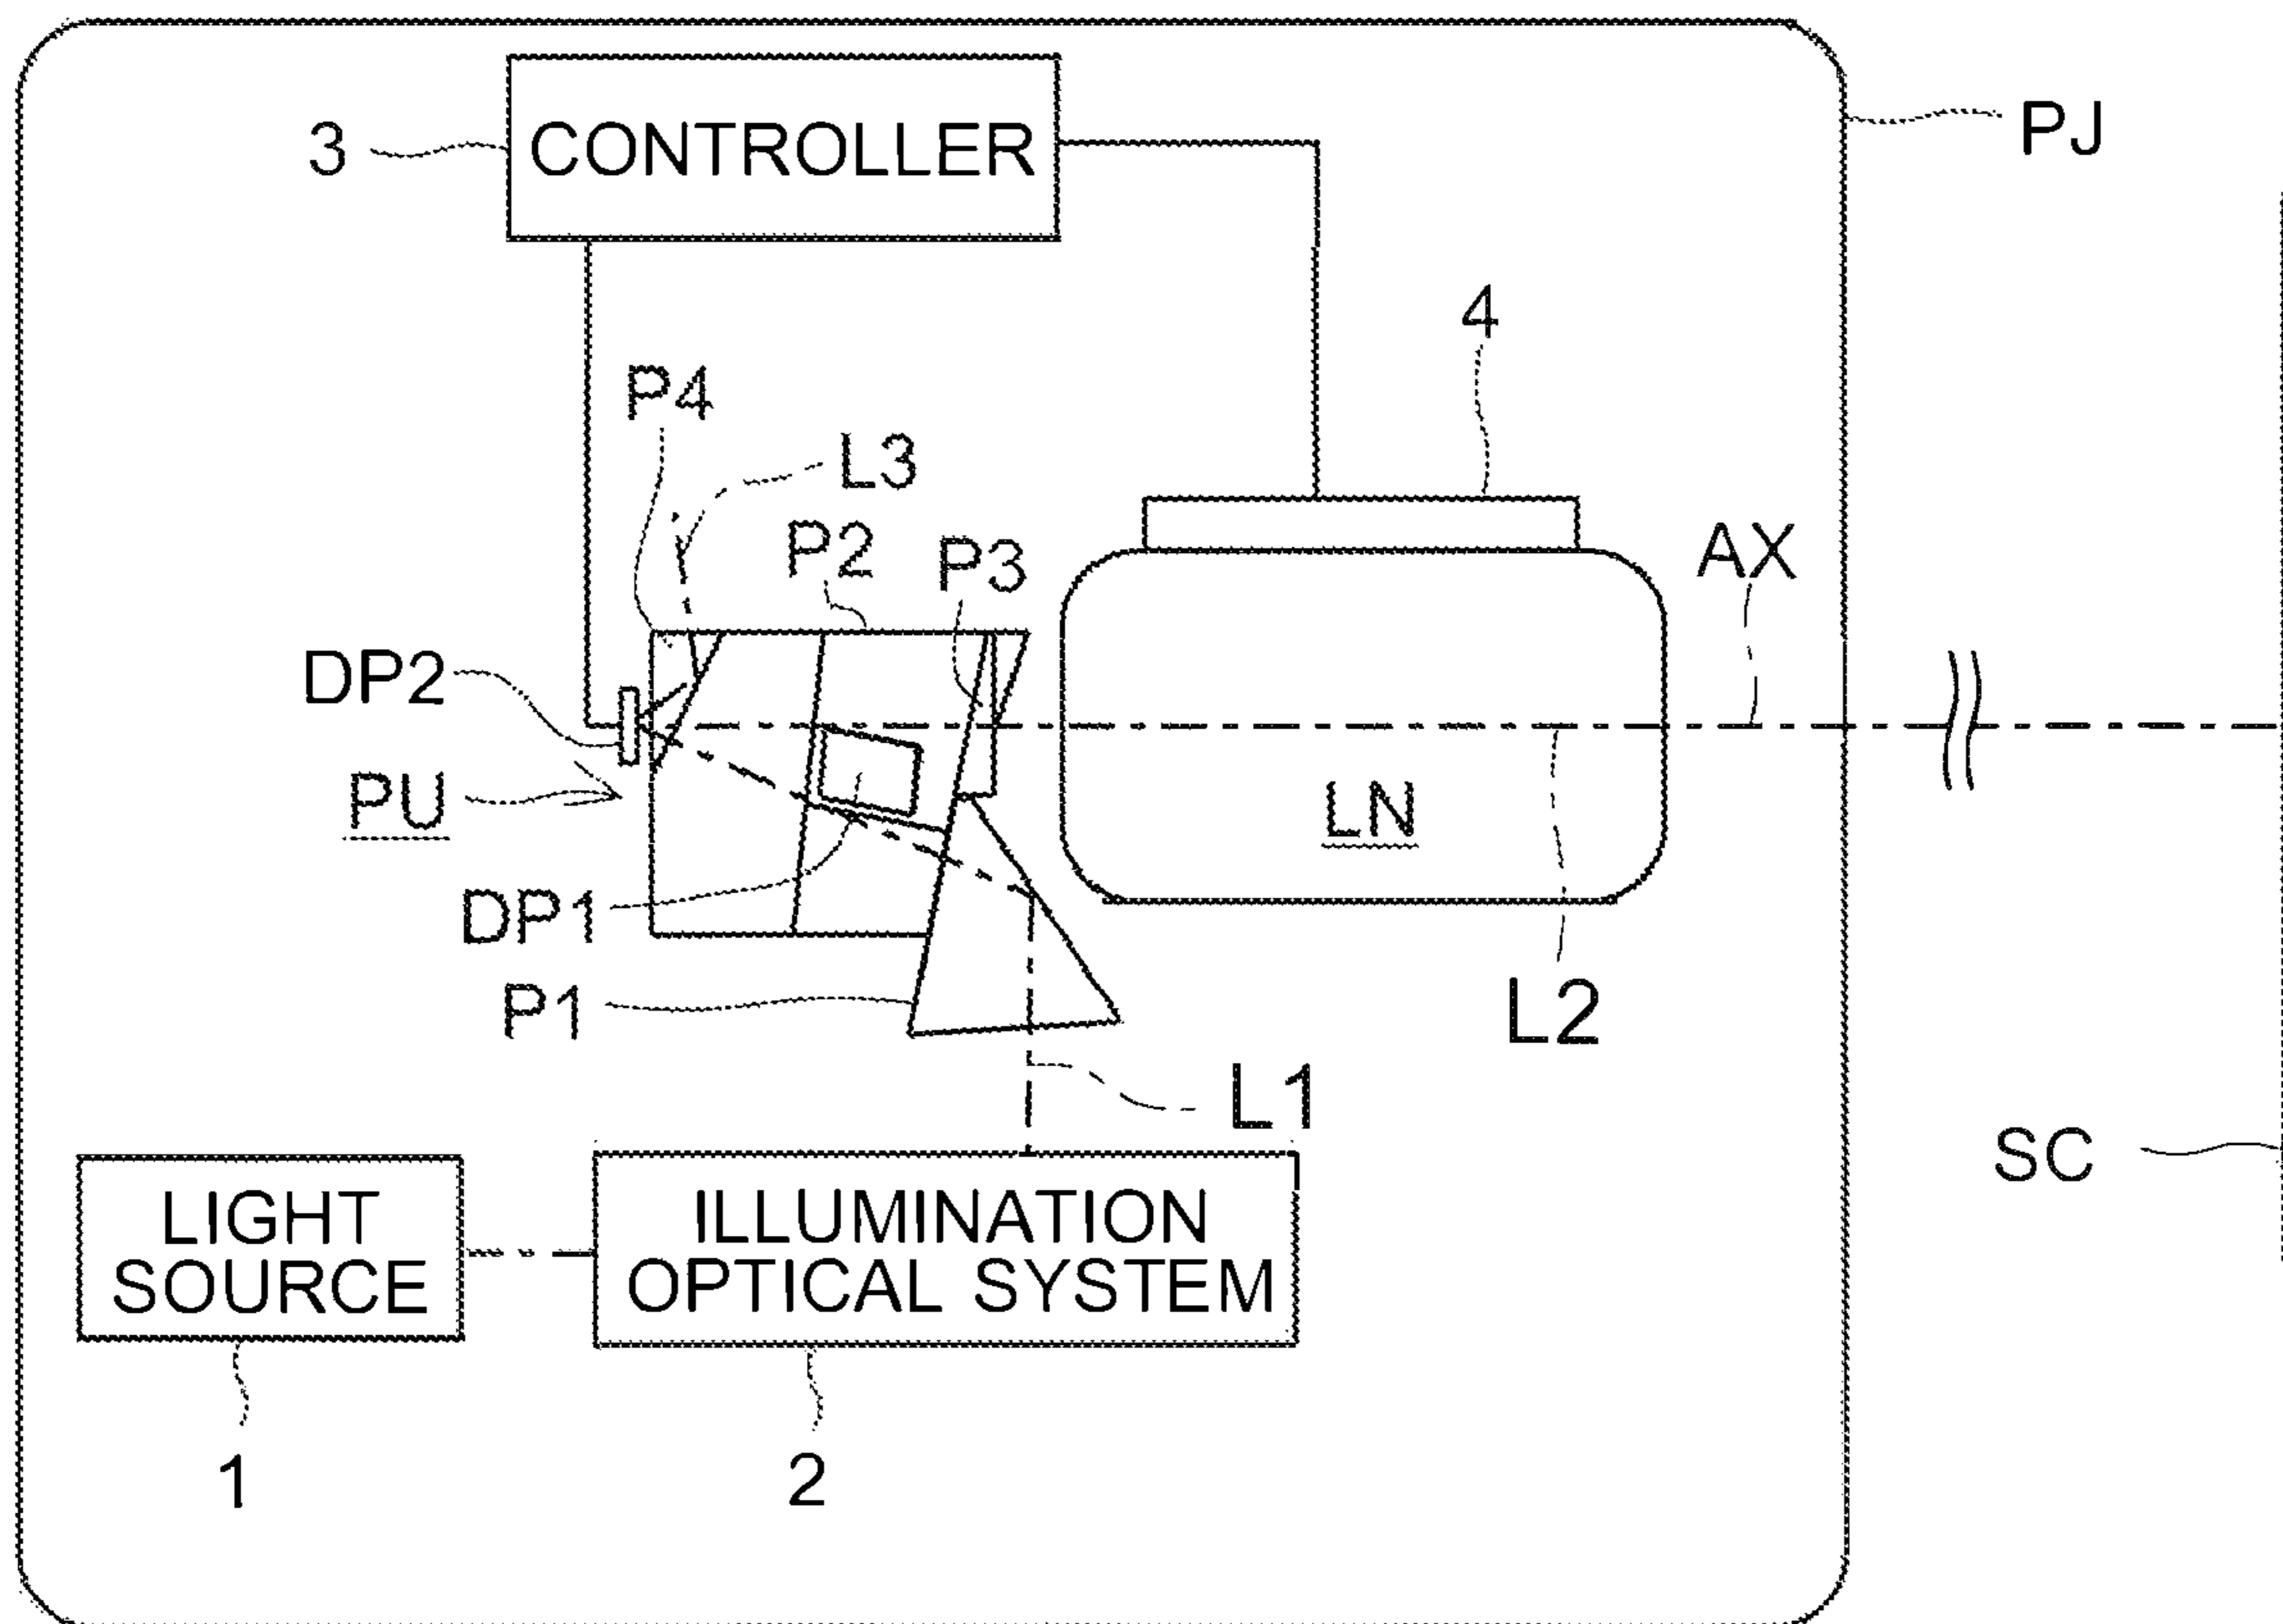 3
CONTROLLER
PJ
4
P4
L3
P2
P3
AX
DP2
PU
LN
DP1
P1
L2
L1
SC
LIGHT
SOURCE
ILLUMINATION
OPTICAL SYSTEM
1
2